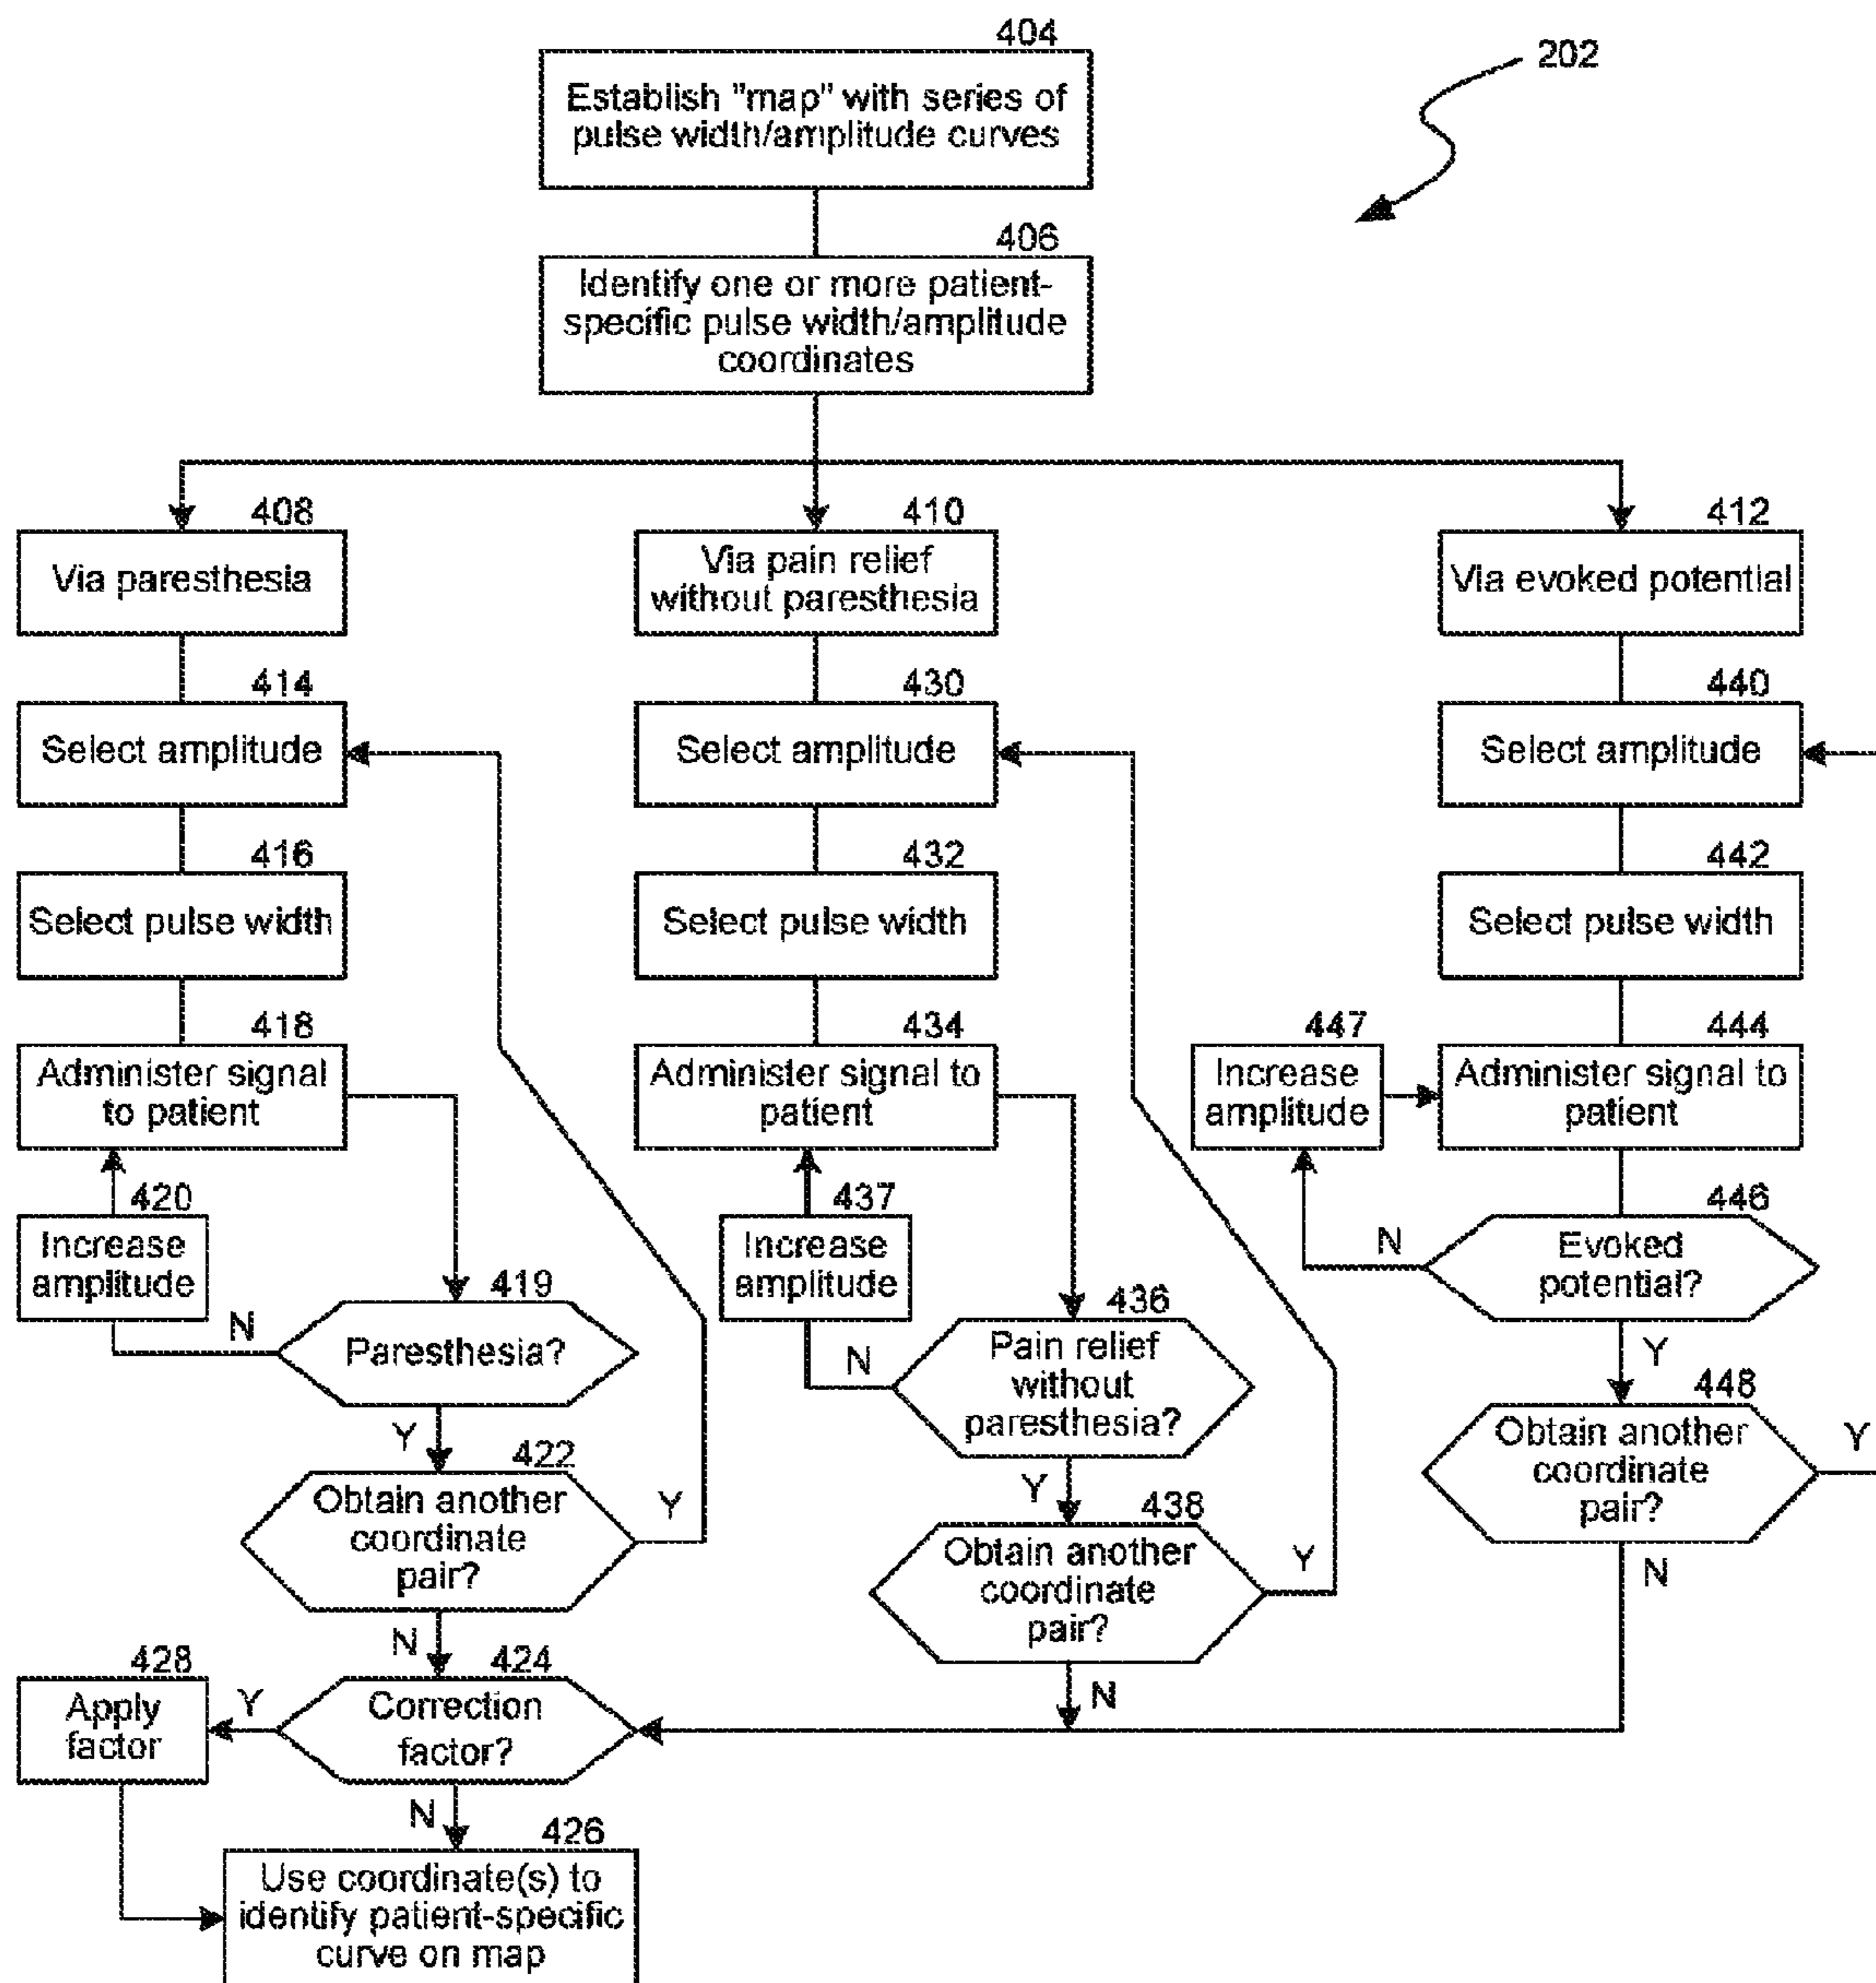 404
202
Establish "map" with series of
pulse width/amplitude curves
406
Identify one or more patient-
specific pulse width/amplitude
coordinates
408
Via paresthesia
410
Via pain relief
without paresthesia
412
Via evoked potential
414
Select amplitude
430
Select amplitude
440
Select amplitude
416
Select pulse width
432
Select pulse width
442
Select pulse width
418
Administer signal
to patient
434
Administer signal to
patient
447
Increase
amplitude
444
Administer signal to
patient
420
Increase
amplitude
437
Increase
amplitude
446
Evoked
potential?
N
419
Paresthesia?
N
Y
436
Pain relief
without
paresthesia?
N
Y
Y
448
Obtain another
coordinate
pair?
Y
N
422
Obtain another
coordinate
pair?
Y
N
438
Obtain another
coordinate
pair?
Y
N
428
Apply
factor
Y
424
Correction
factor?
N
426
Use coordinate(s) to
identify patient-specific
curve on map